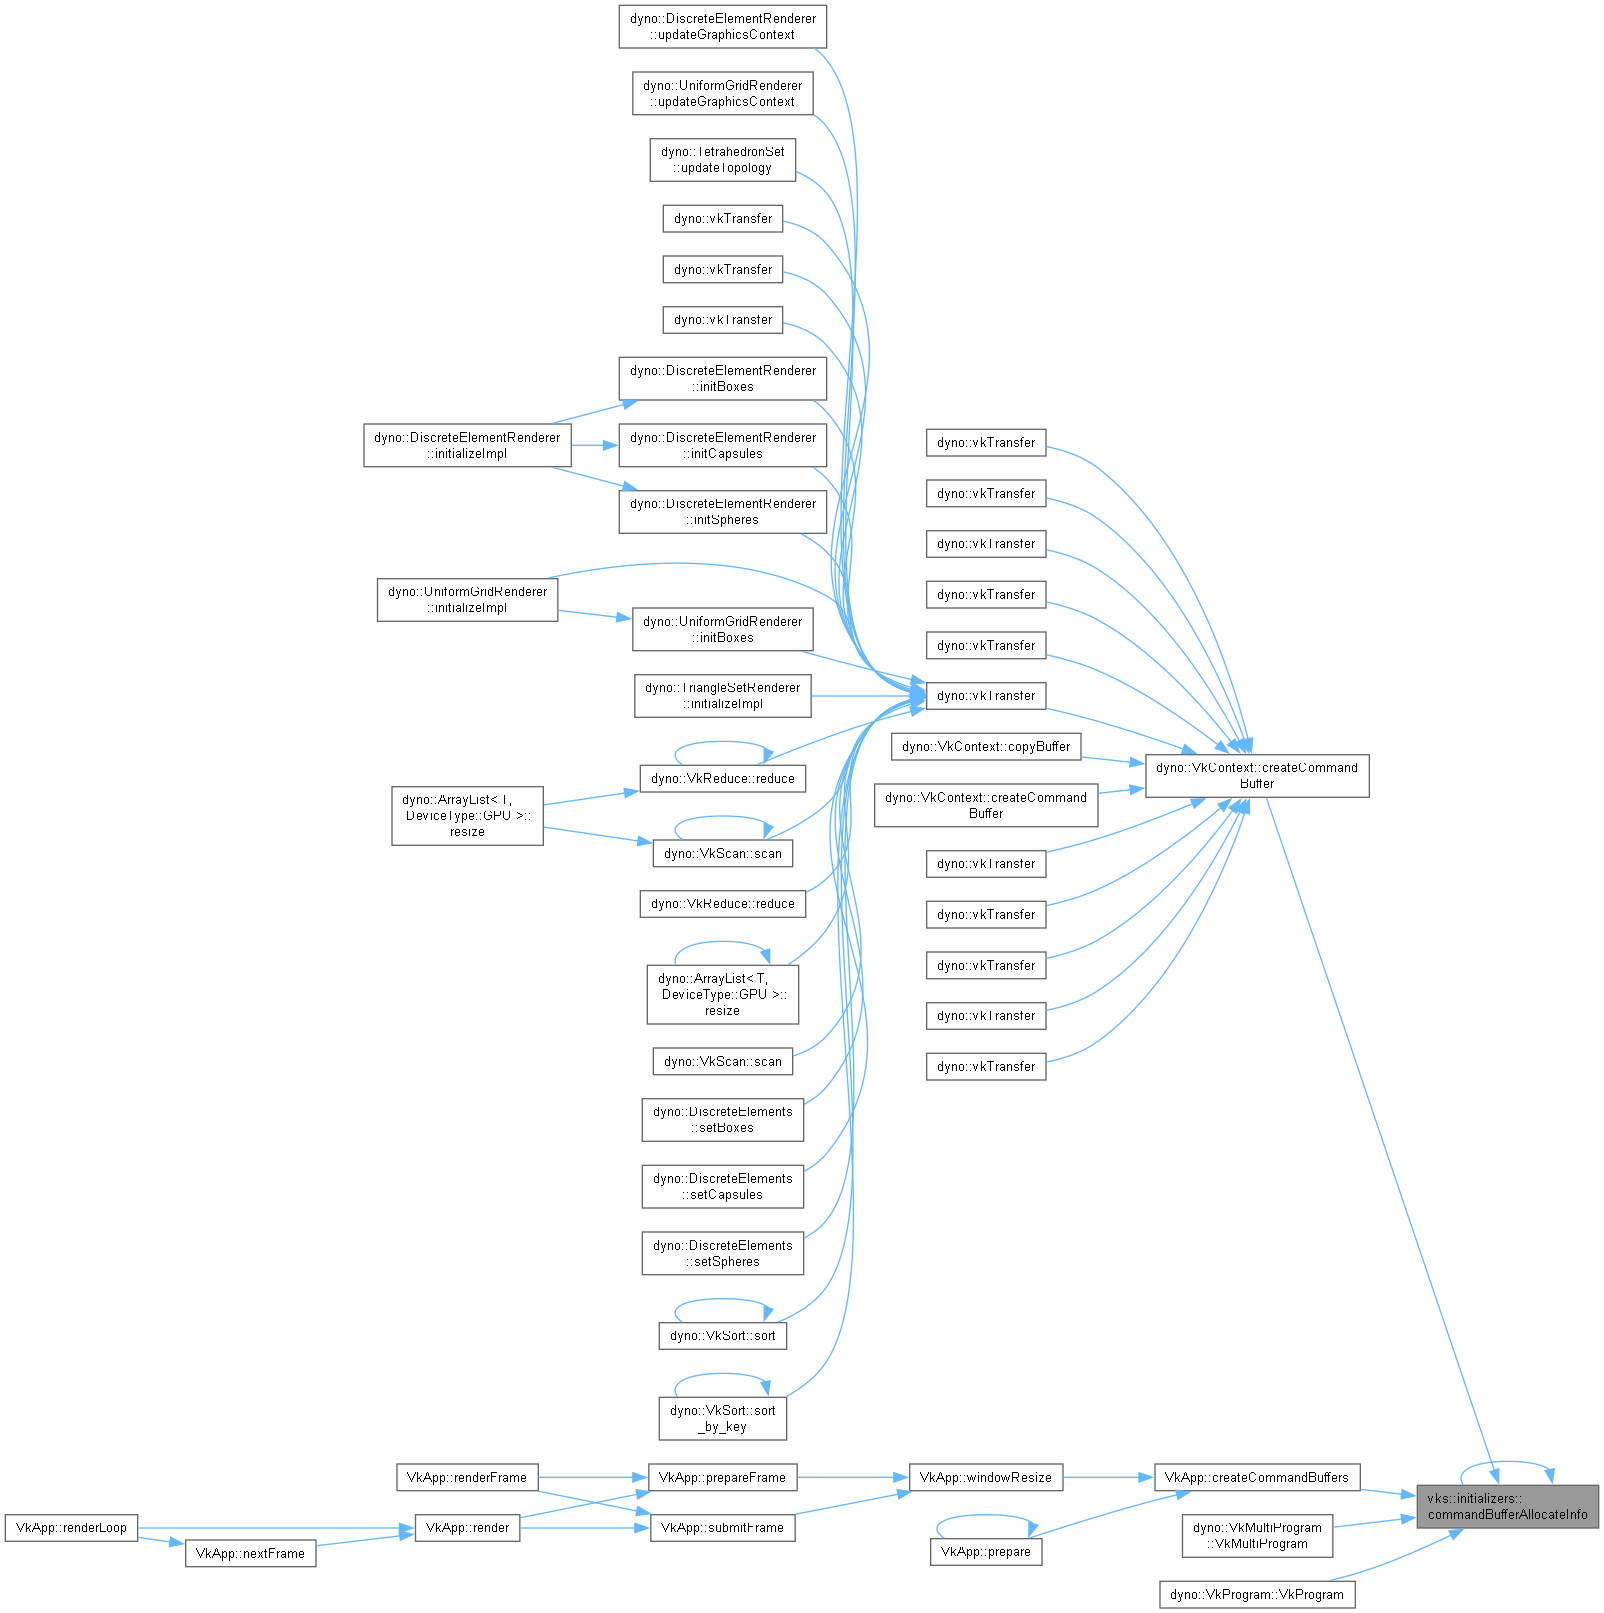 dyno::DiscreteElementRenderer
::updateGraphicsContext
dyno::UniformGridRenderer
::updateGraphicsContext
dyno::TetrahedronSet
::updateTopology
dyno::vkTransfer
dyno::vkTransfer
dyno::vkTransfer
dyno::DiscreteElementRenderer
::initBoxes
dyno::DiscreteElementRenderer
::initializeImpl
dyno::DiscreteElementRenderer
::initCapsules
dyno::DiscreteElementRenderer
::initSpheres
dyno::UniformGridRenderer
::initializeImpl
dyno::UniformGridRenderer
::initBoxes
dyno::TriangleSetRenderer
::initializeImpl
dyno::VkReduce::reduce
dyno::ArrayList< T,
DeviceType::GPU >::
resize
dyno::VkScan::scan
dyno::VkReduce::reduce
dyno::ArrayList< T,
DeviceType::GPU >::
resize
dyno::VkScan::scan
dyno::DiscreteElements
::setBoxes
dyno::DiscreteElements
::setCapsules
dyno::DiscreteElements
::setSpheres
dyno::VkSort::sort
dyno::VkSort::sort
_by_key
dyno::vkTransfer
dyno::vkTransfer
dyno::vkTransfer
dyno::vkTransfer
dyno::vkTransfer
dyno::vkTransfer
dyno::VkContext::copyBuffer
dyno::VkContext::createCommand
Buffer
dyno::vkTransfer
dyno::vkTransfer
dyno::vkTransfer
dyno::vkTransfer
dyno::vkTransfer
dyno::VkContext::createCommand
Buffer
VkApp::renderFrame
VkApp::prepareFrame
VkApp::windowResize
VkApp::createCommandBuffers
vks::initializers::
commandBufferAllocateInfo
VkApp::renderLoop
VkApp::nextFrame
VkApp::render
VkApp::submitFrame
VkApp::prepare
dyno::VkMultiProgram
::VkMultiProgram
dyno::VkProgram::VkProgram